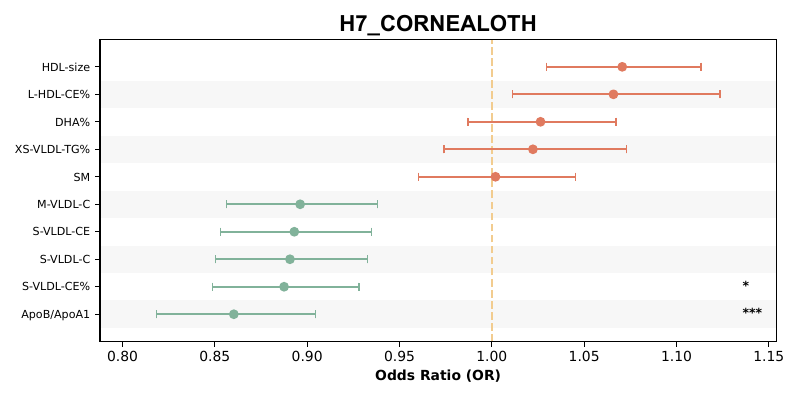 H7_CORNEALOTH
HDL-size
L-HDL-CE%
DHA%
XS-VLDL-TG%
SM
M-VLDL-C
S-VLDL-CE
S-VLDL-C
S-VLDL-CE% *
ApoB/ApoA1 ***
0.80 0.85 0.90 0.95 1.00 1.05 1.10 1.15
Odds Ratio (OR)